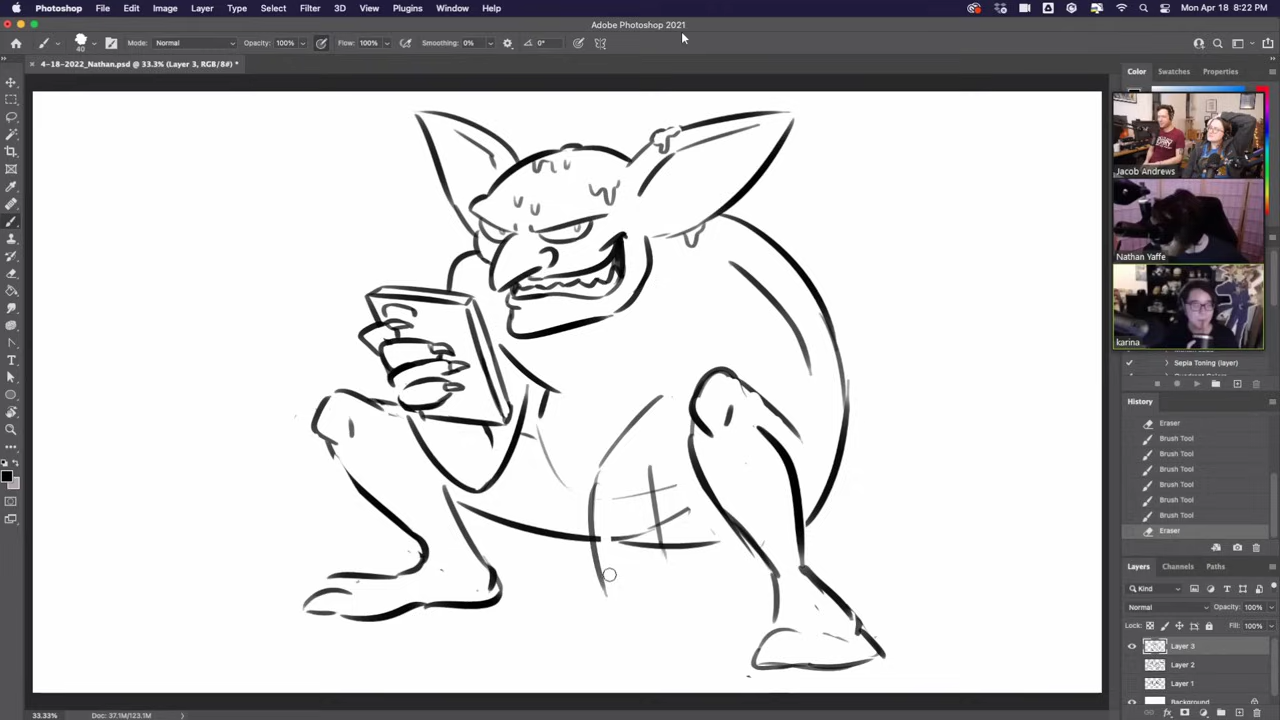 Photoshop File Edit Image Layer Type Select Filter 3D View Plugins Window Help Mon Apr 18 8:22 PM
Adobe Photoshop 2021
40 Mode: Normal Opacity: 100% Flow: 100% Smoothing: 0% 0°
4-18-2022_Nathan.psd @ 33.3% (Layer 3, RGB/8#) *
Color Swatches Properties
Jacob Andrews
Nathan Yaffe
karina
Sepia Toning (layer)
History
Eraser
Brush Tool
Brush Tool
Brush Tool
Brush Tool
Brush Tool
Brush Tool
Eraser
Layers Channels Paths
Kind
Normal Opacity: 100%
Lock: Fill: 100%
Layer 3
Layer 2
Layer 1
Background
33.33% Doc: 37.1M/123.1M